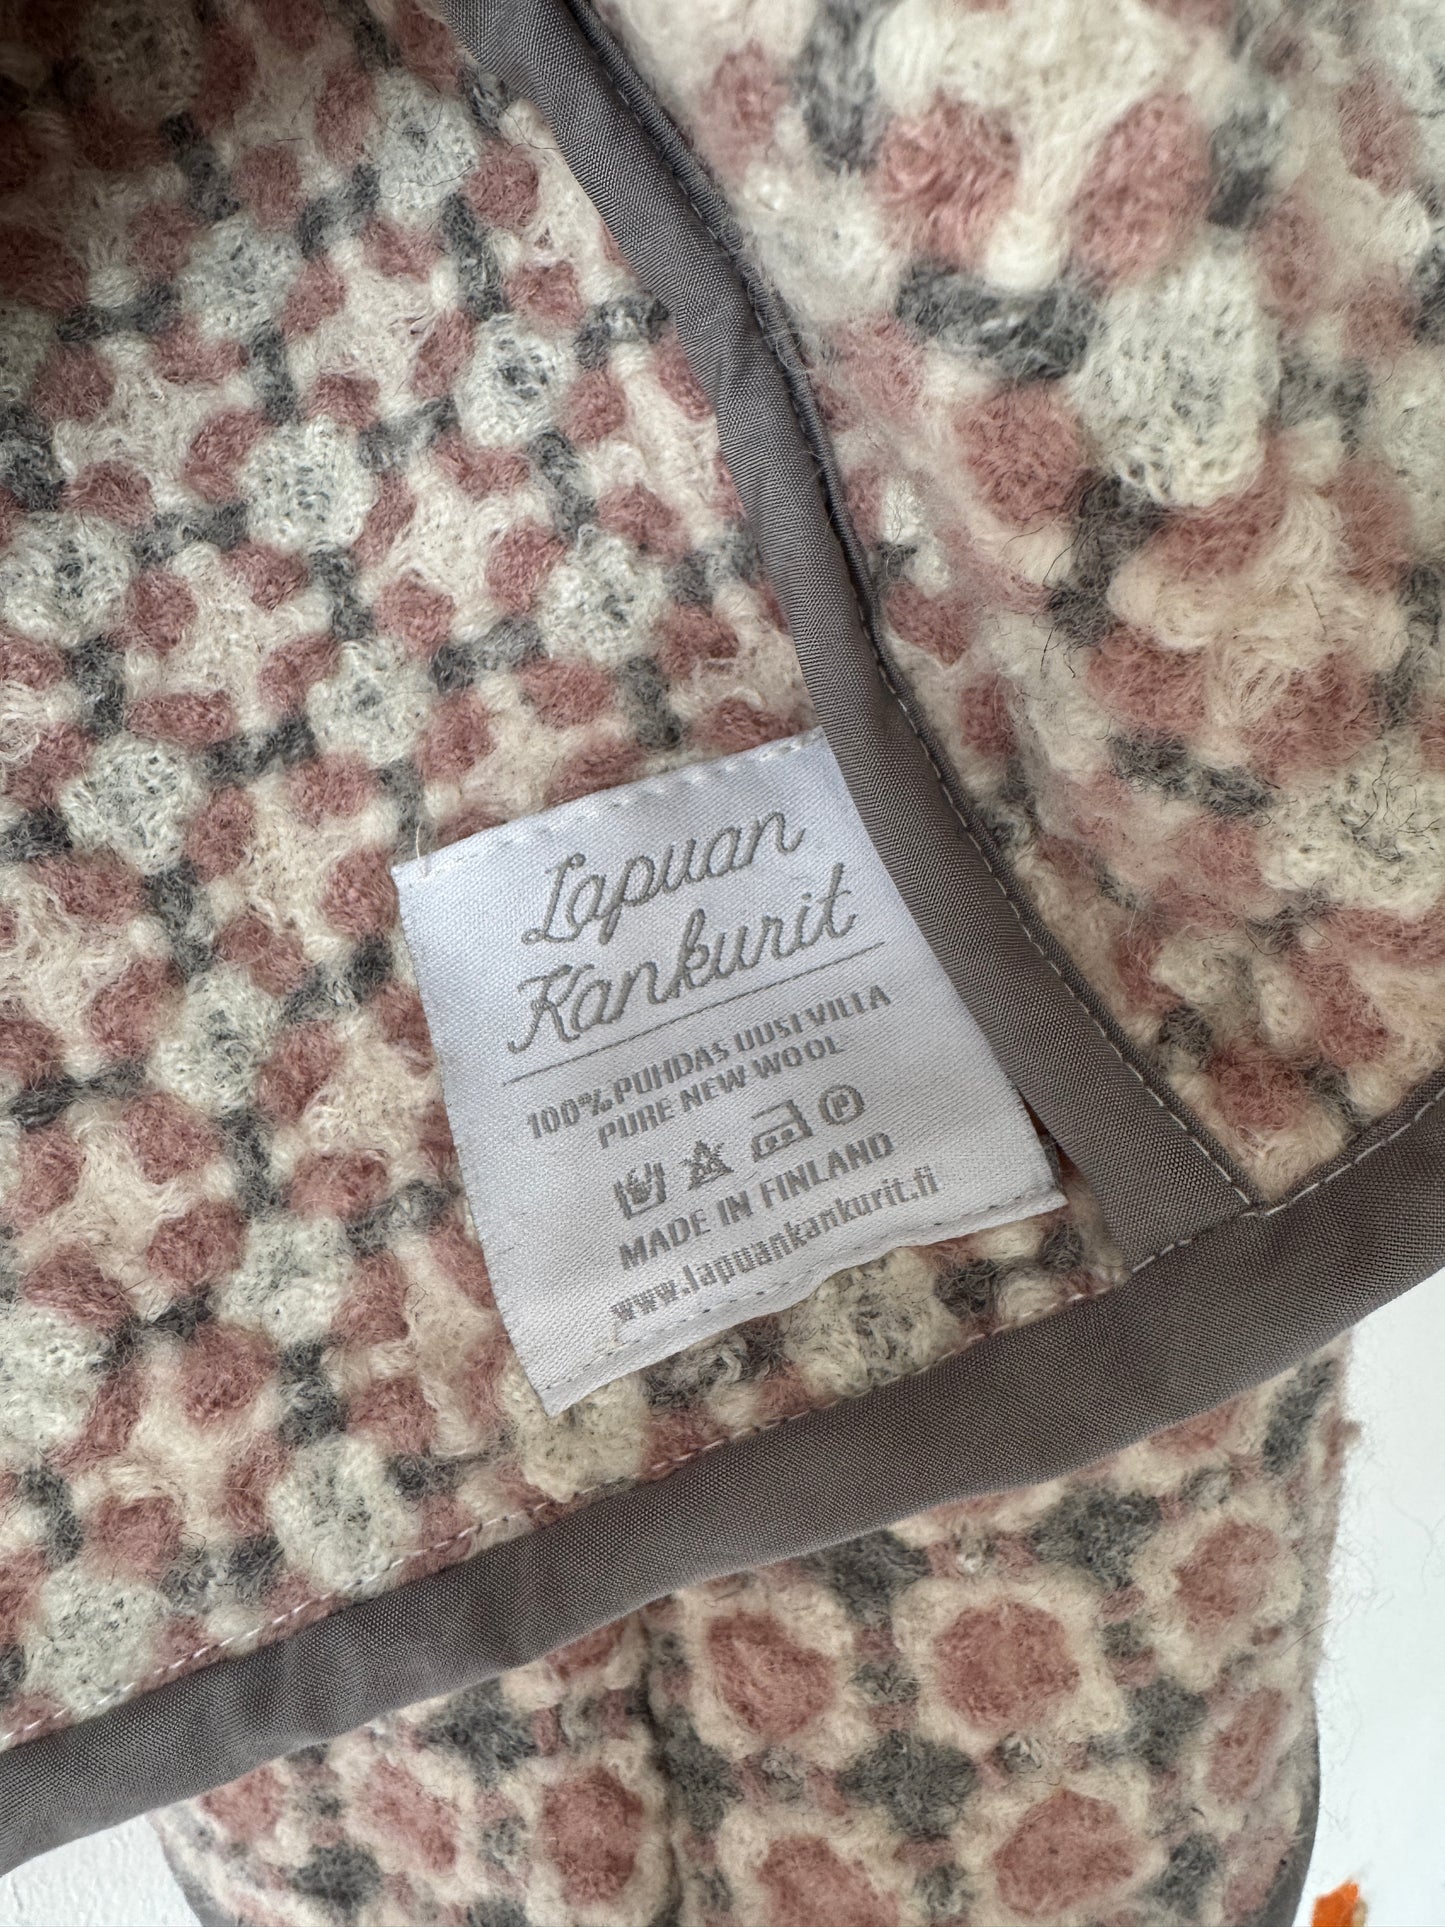 Lapuan
Kankurit
100% PUHDAS UUSI VILLA
PURE NEW WOOL
P
MADE IN FINLAND
www.lapuankankurit.fi